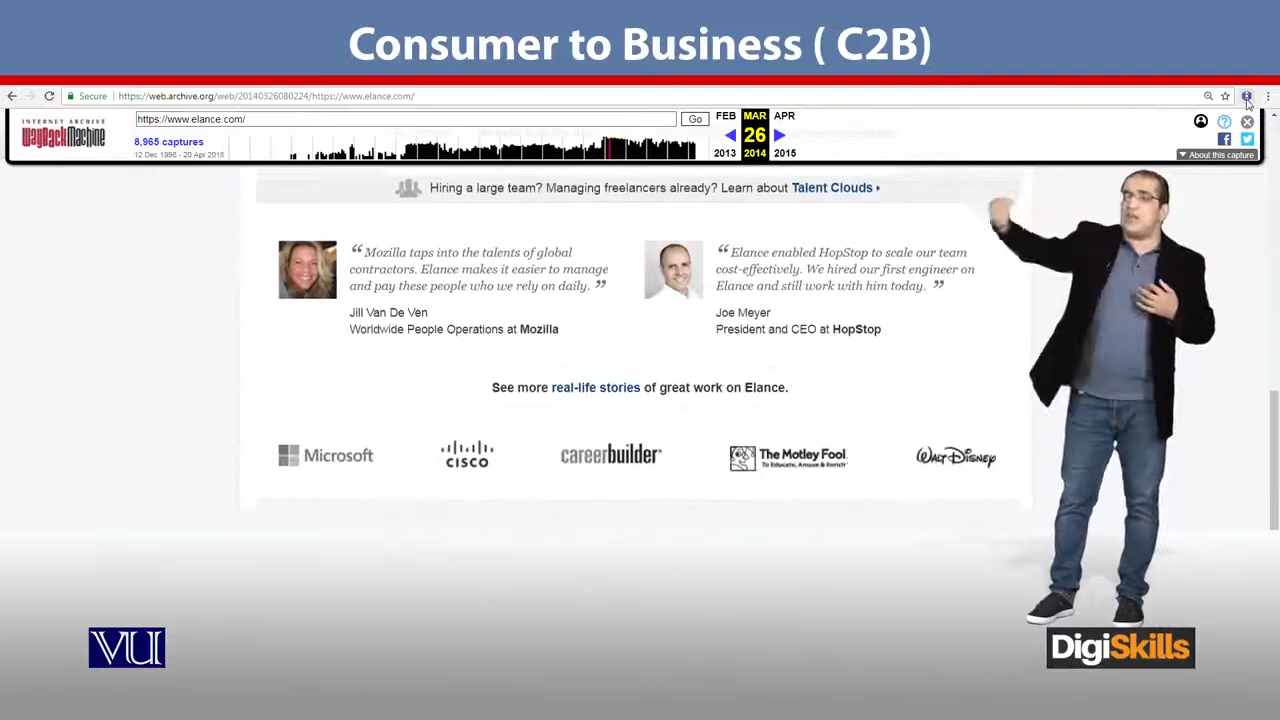 Consumer to Business ( C2B)
Secure https://web.archive.org/web/20140326080224/https://www.elance.com/
INTERNET ARCHIVE
WayBackMachine
https://www.elance.com/
Go
FEB MAR APR
8,965 captures
26
12 Dec 1996 - 20 Apr 2018
2013 2014 2015
About this capture
Hiring a large team? Managing freelancers already? Learn about Talent Clouds
“Mozilla taps into the talents of global
contractors. Elance makes it easier to manage
and pay these people who we rely on daily.”
Jill Van De Ven
Worldwide People Operations at Mozilla
“Elance enabled HopStop to scale our team
cost-effectively. We hired our first engineer on
Elance and still work with him today.”
Joe Meyer
President and CEO at HopStop
See more real-life stories of great work on Elance.
Microsoft
CISCO
careerbuilder
The Motley Fool
To Educate, Amuse & Enrich
WALT DISNEY
VU
DigiSkills